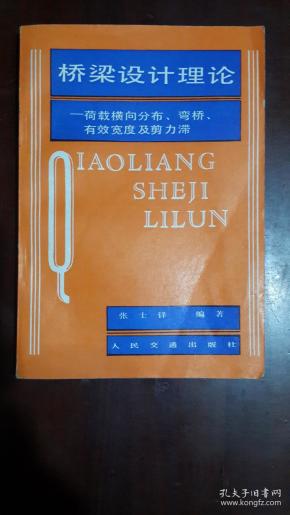 桥梁设计理论
—荷载横向分布、弯桥、
有效宽度及剪力滞
QIAOLIANG
SHEJI
LILUN
张士铎 编著
人民交通出版社
孔夫子旧书网